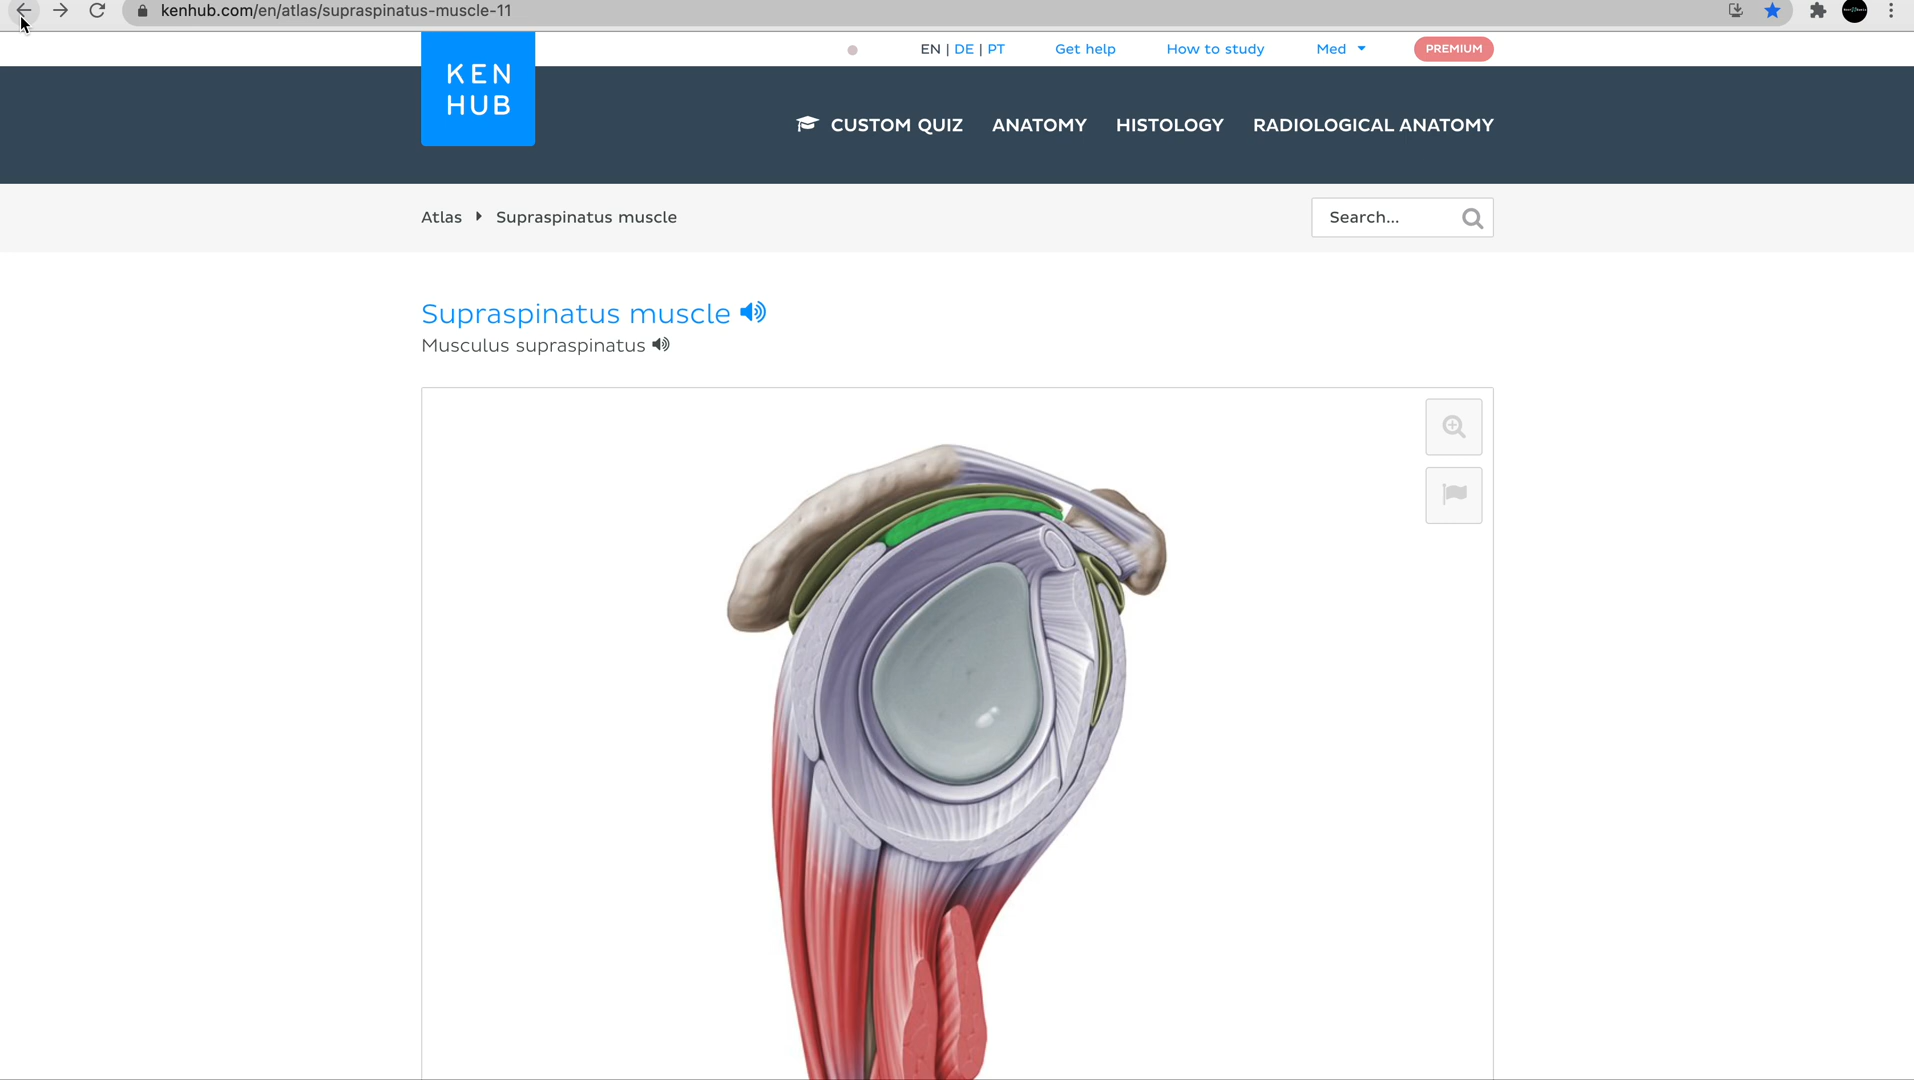 kenhub.com/en/atlas/supraspinatus-muscle-11
EN | DE | PT Get help How to study Med PREMIUM
KEN
HUB
CUSTOM QUIZ ANATOMY HISTOLOGY RADIOLOGICAL ANATOMY
Atlas Supraspinatus muscle Search...
Supraspinatus muscle
Musculus supraspinatus